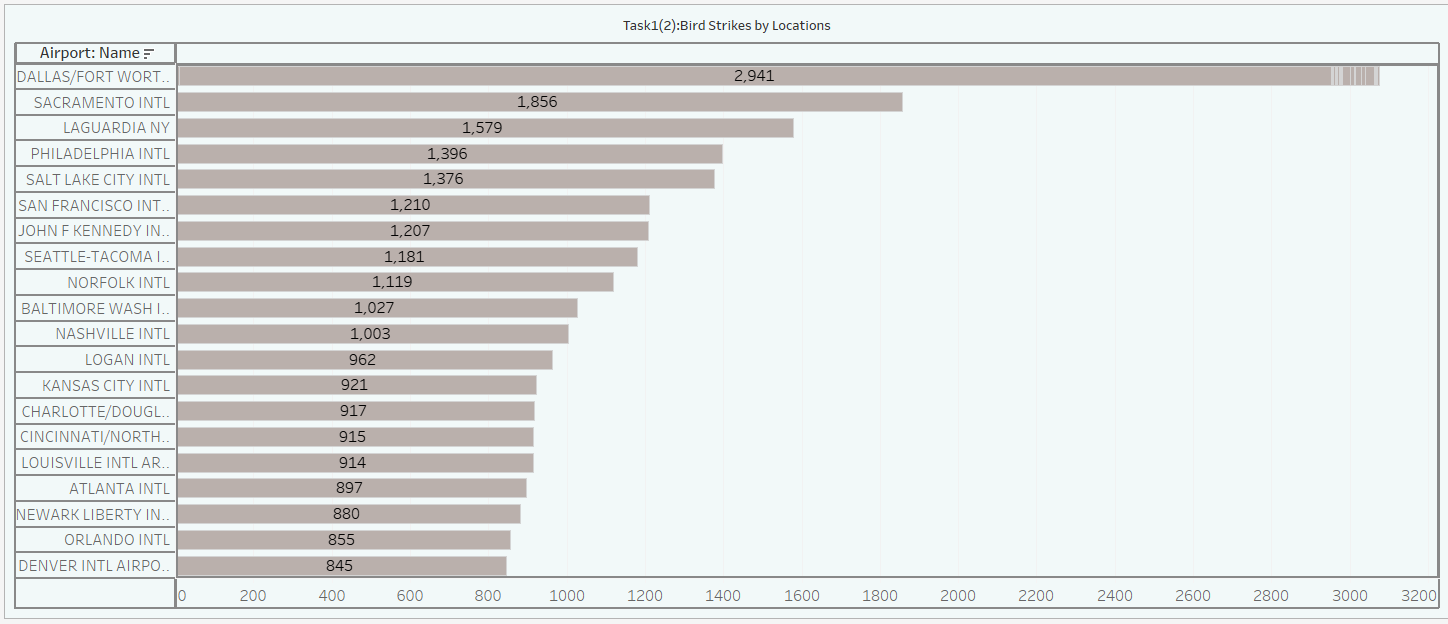 Task1(2):Bird Strikes by Locations
Airport: Name
DALLAS/FORT WORT.. 2,941
SACRAMENTO INTL 1,856
LAGUARDIA NY 1,579
PHILADELPHIA INTL 1,396
SALT LAKE CITY INTL 1,376
SAN FRANCISCO INT.. 1,210
JOHN F KENNEDY IN.. 1,207
SEATTLE-TACOMA I.. 1,181
NORFOLK INTL 1,119
BALTIMORE WASH I.. 1,027
NASHVILLE INTL 1,003
LOGAN INTL 962
KANSAS CITY INTL 921
CHARLOTTE/DOUGL.. 917
CINCINNATI/NORTH.. 915
LOUISVILLE INTL AR.. 914
ATLANTA INTL 897
NEWARK LIBERTY IN.. 880
ORLANDO INTL 855
DENVER INTL AIRPO.. 845
0 200 400 600 800 1000 1200 1400 1600 1800 2000 2200 2400 2600 2800 3000 3200